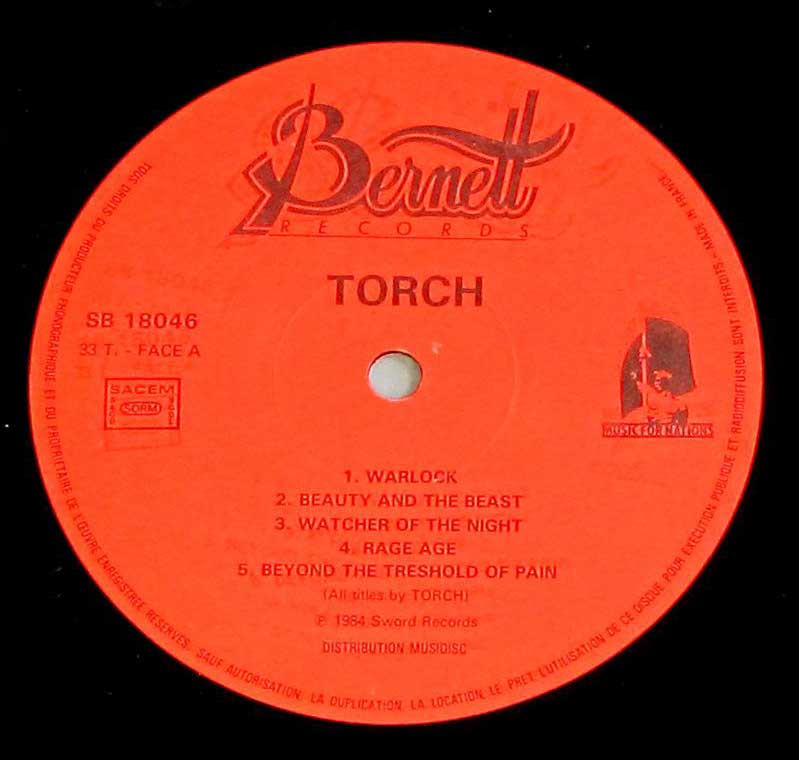 Bernett
RECORDS
TORCH
SB 18046
33 T. - FACE A
SACEM
SORM
MUSIC FOR NATIONS
1. WARLOCK
2. BEAUTY AND THE BEAST
3. WATCHER OF THE NIGHT
4. RAGE AGE
5. BEYOND THE TRESHOLD OF PAIN
(All titles by TORCH)
℗ 1984 Sword Records
DISTRIBUTION MUSIDISC
TOUS DROITS DU PRODUCTEUR PHONOGRAPHIQUE ET DU PROPRIETAIRE DE L'ŒUVRE ENREGISTREE RESERVES. SAUF AUTORISATION, LA DUPLICATION, LA LOCATION, LE PRET, L'UTILISATION DE CE DISQUE POUR EXECUTION PUBLIQUE ET RADIODIFFUSION SONT INTERDITS - MADE IN FRANCE